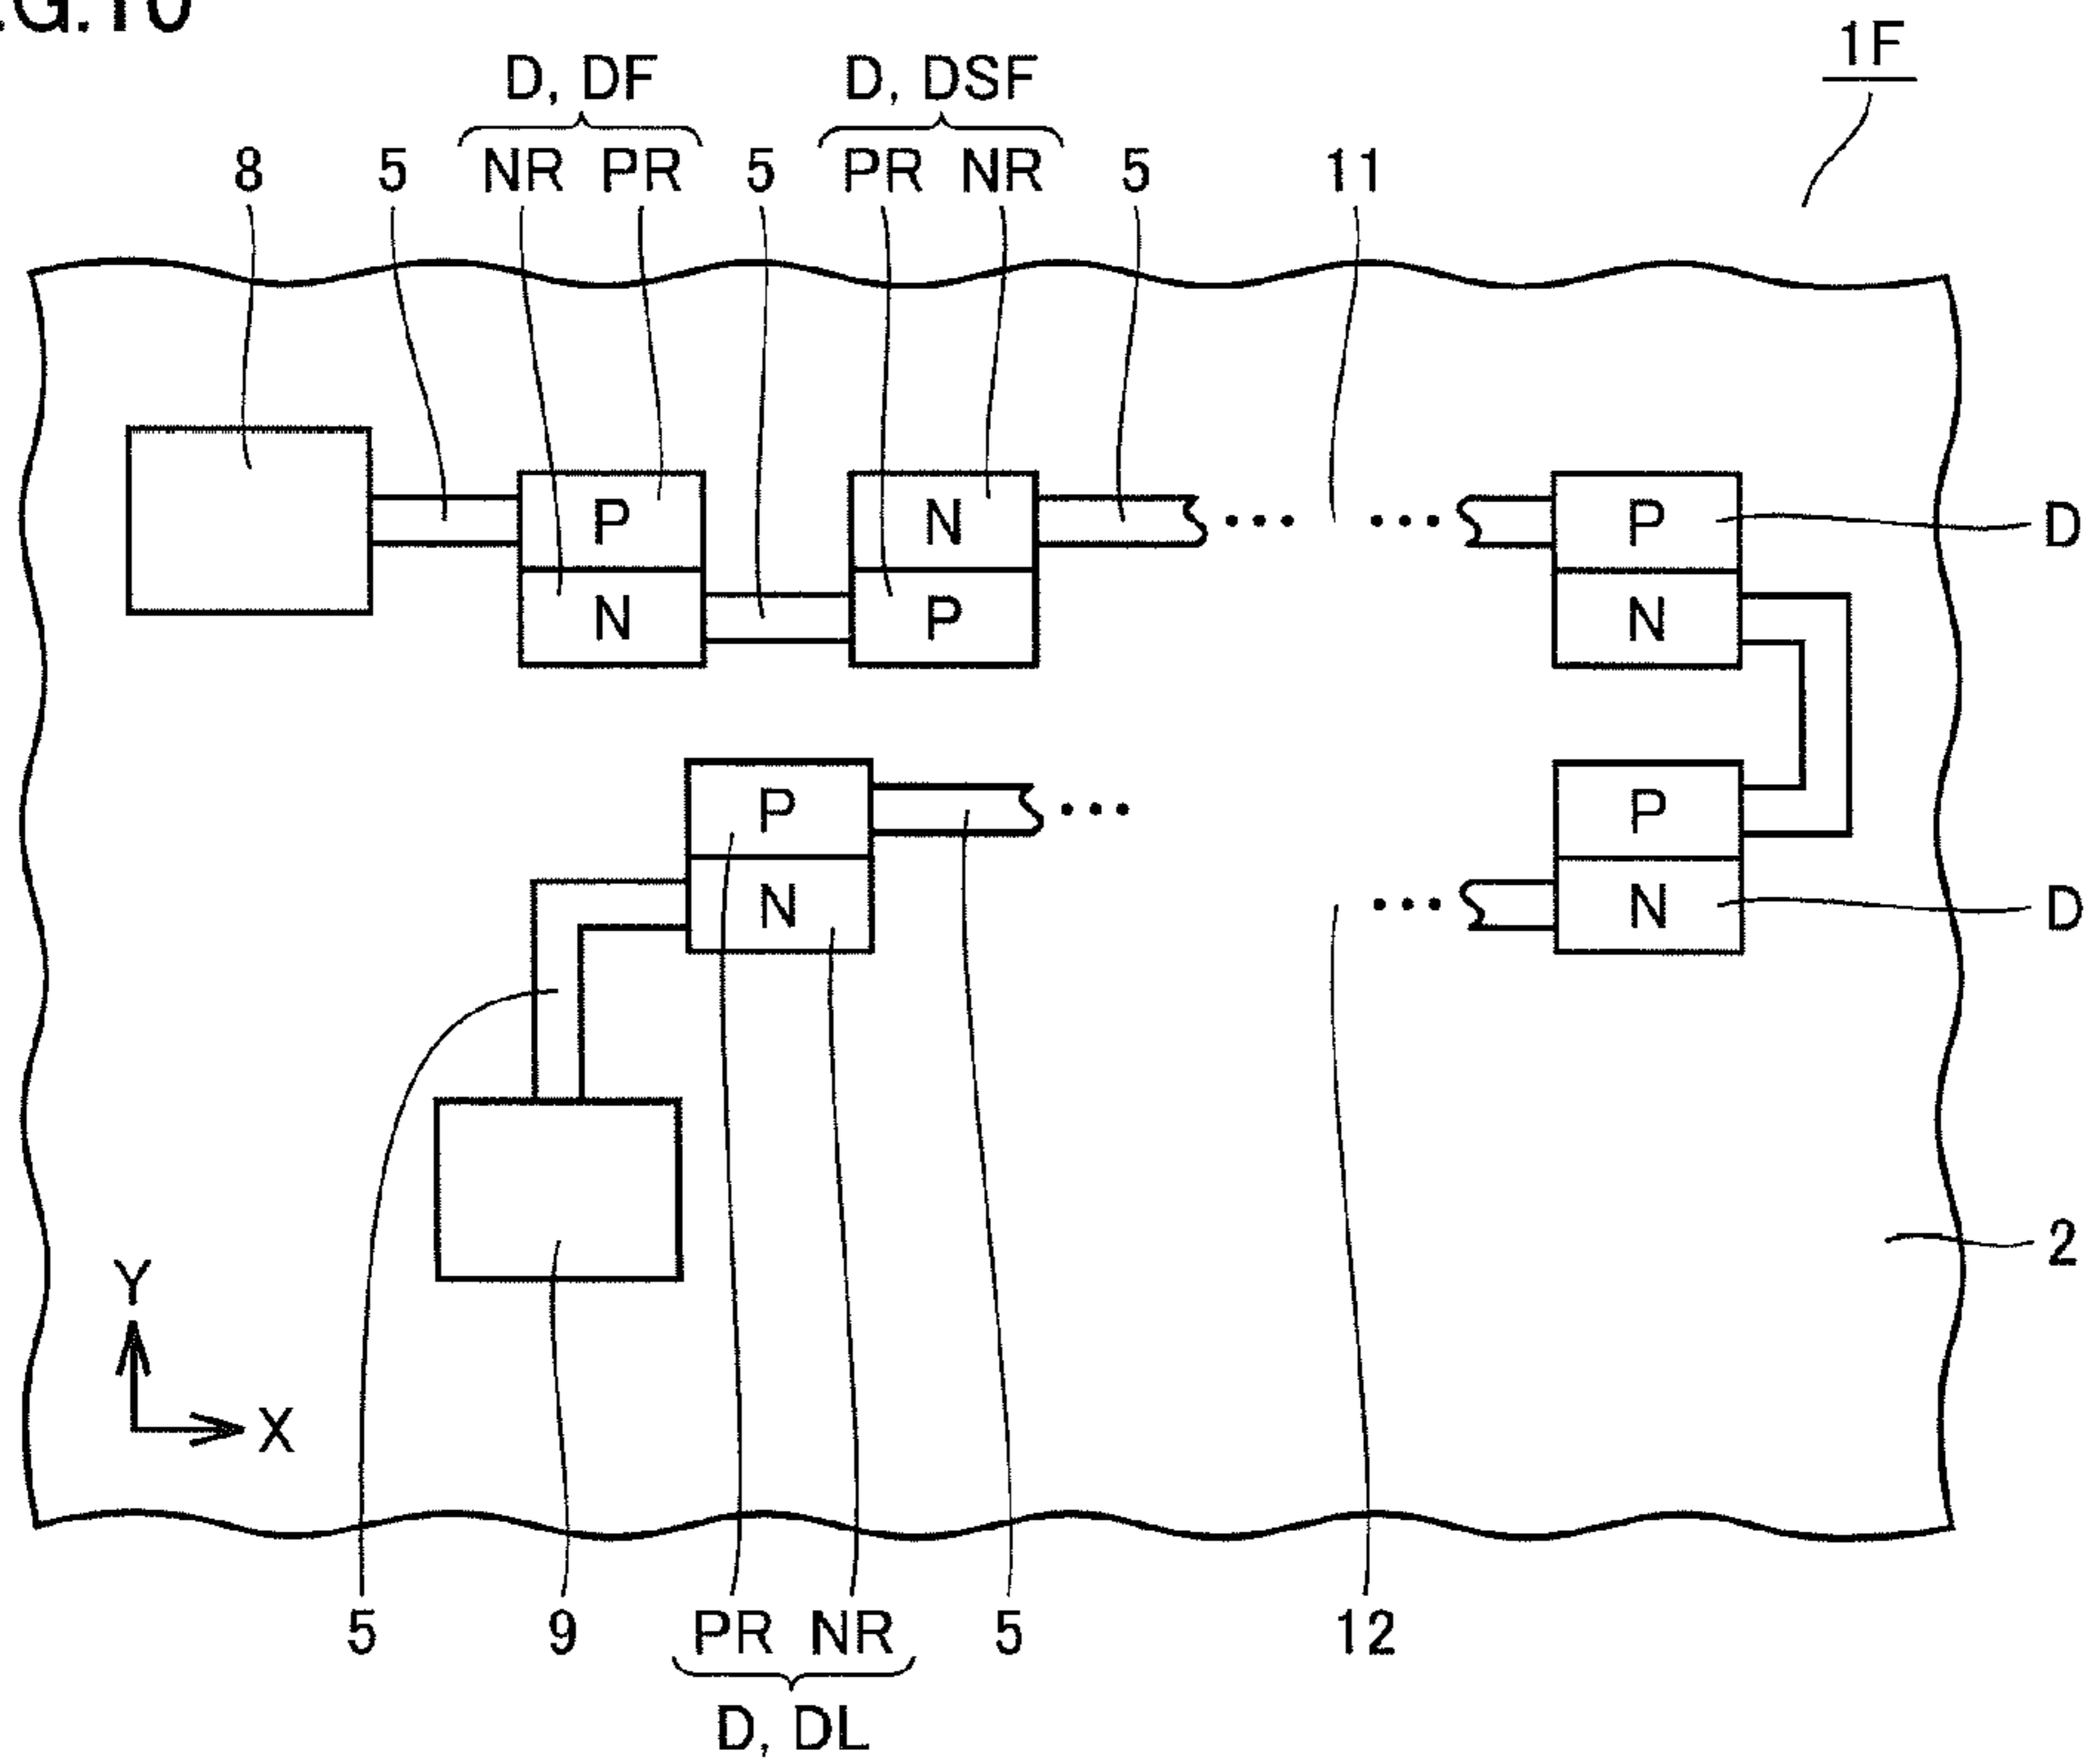 .G.10
1F
D, DF D, DSF
8 5 NR PR 5 PR NR 5 11
P N ••• ••• P D
N P N
P ••• P
N ••• N D
2
Y
X
5 9 PR NR 5 12
D, DL